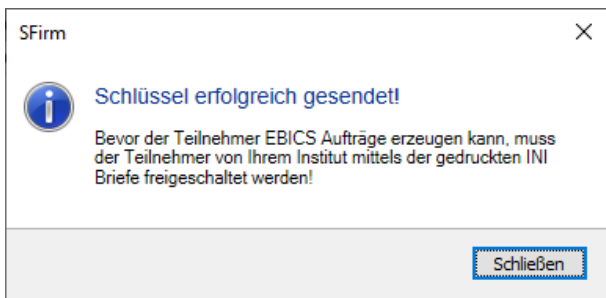 SFirm
Schlüssel erfolgreich gesendet!
Bevor der Teilnehmer EBICS Aufträge erzeugen kann, muss
der Teilnehmer von Ihrem Institut mittels der gedruckten INI
Briefe freigeschaltet werden!
Schließen